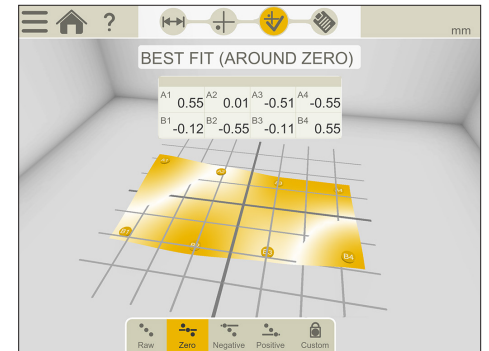 ?
mm
BEST FIT (AROUND ZERO)
A1 0.55 A2 0.01 A3 -0.51 A4 -0.55
B1 -0.12 B2 -0.55 B3 -0.11 B4 0.55
B1 B3 B4
Raw Zero Negative Positive Custom